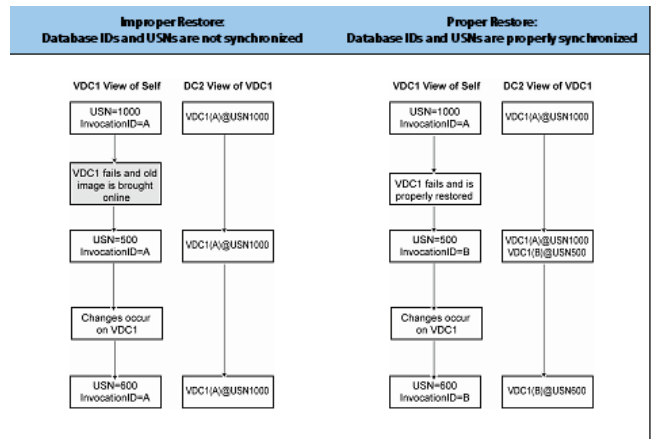 Improper Restore:
Database IDs and USNs are not synchronized
Proper Restore:
Database IDs and USNs are properly synchronized
VDC1 View of Self
DC2 View of VDC1
USN=1000
InvocationID=A
VDC1(A)@USN1000
VDC1 fails and old
image is brought
online
USN=500
InvocationID=A
VDC1(A)@USN1000
Changes occur
on VDC1
USN=600
InvocationID=A
VDC1(A)@USN1000
VDC1 View of Self
DC2 View of VDC1
USN=1000
InvocationID=A
VDC1(A)@USN1000
VDC1 fails and is
properly restored
USN=500
InvocationID=B
VDC1(A)@USN1000
VDC1(B)@USN500
Changes occur
on VDC1
USN=600
InvocationID=B
VDC1(B)@USN600